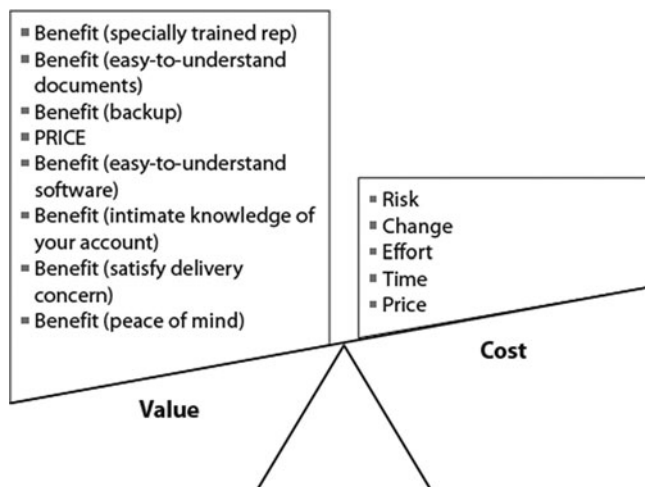 ▪ Benefit (specially trained rep)
▪ Benefit (easy-to-understand
documents)
▪ Benefit (backup)
▪ PRICE
▪ Benefit (easy-to-understand
software)
▪ Benefit (intimate knowledge of
your account)
▪ Benefit (satisfy delivery
concern)
▪ Benefit (peace of mind)
Value
▪ Risk
▪ Change
▪ Effort
▪ Time
▪ Price
Cost